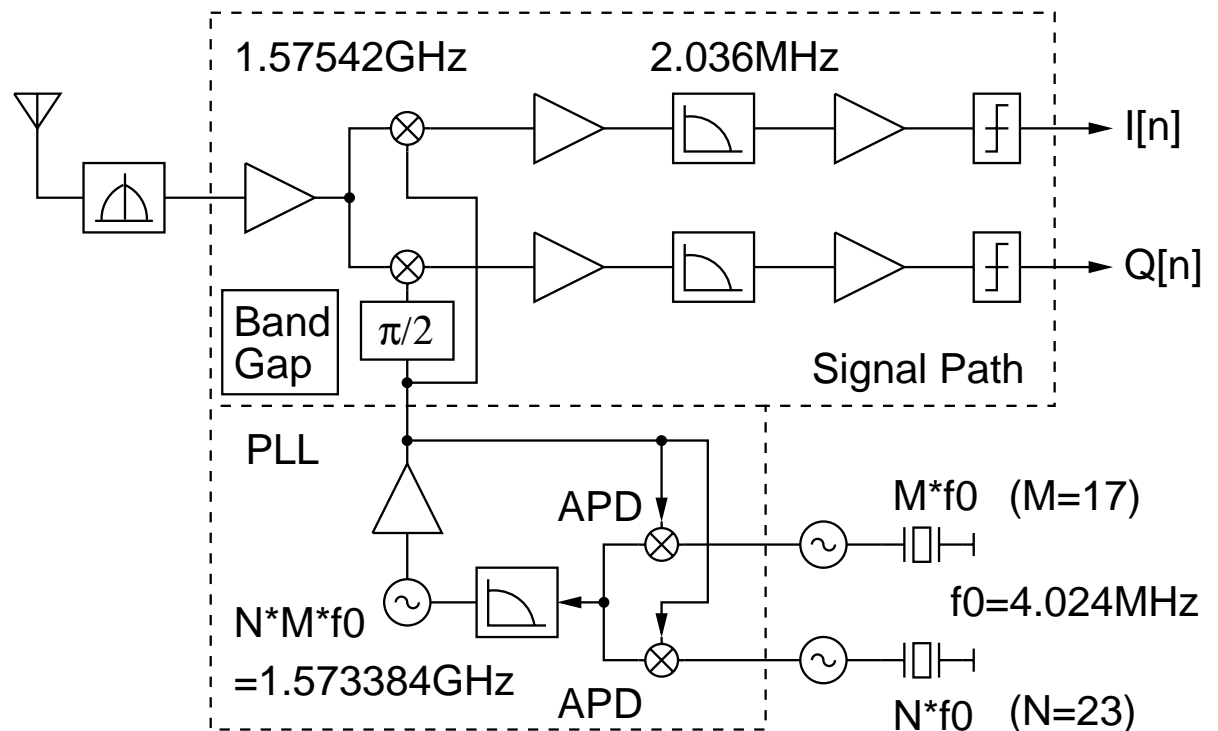 1.57542GHz
2.036MHz
I[n]
Q[n]
Band
Gap
π/2
Signal Path
PLL
APD
M*f0 (M=17)
f0=4.024MHz
N*M*f0
=1.573384GHz
APD
N*f0 (N=23)